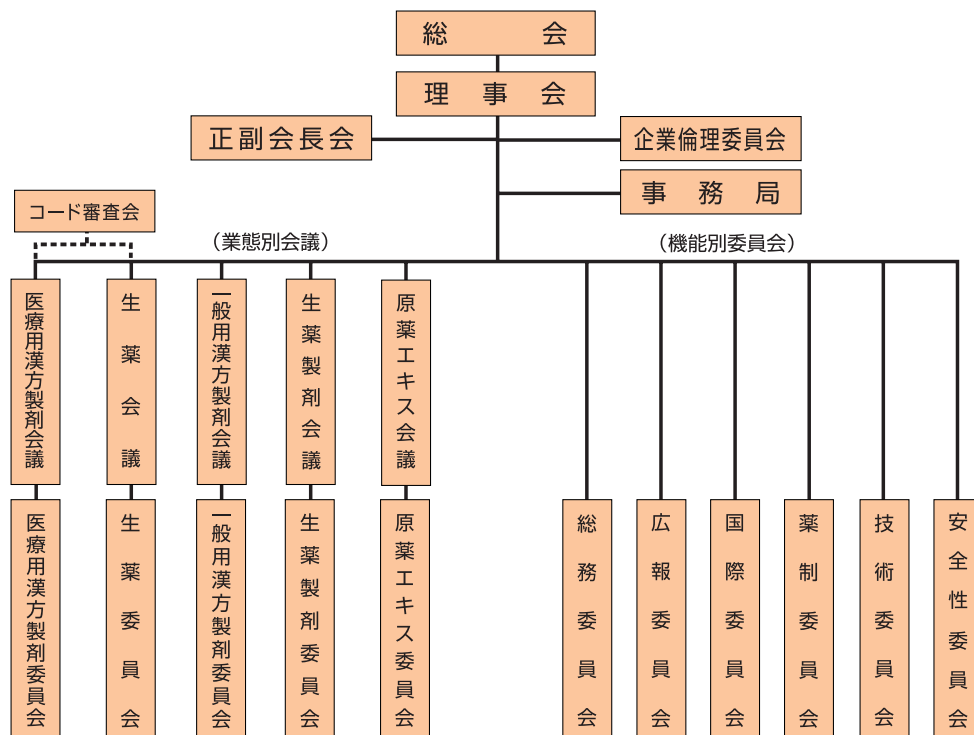 総会
理事会
正副会長会
企業倫理委員会
事務局
コード審査会
（業態別会議）
（機能別委員会）
医療用漢方製剤会議
生薬会議
一般用漢方製剤会議
生薬製剤会議
原薬エキス会議
医療用漢方製剤委員会
生薬委員会
一般用漢方製剤委員会
生薬製剤委員会
原薬エキス委員会
総務委員会
広報委員会
国際委員会
薬制委員会
技術委員会
安全性委員会